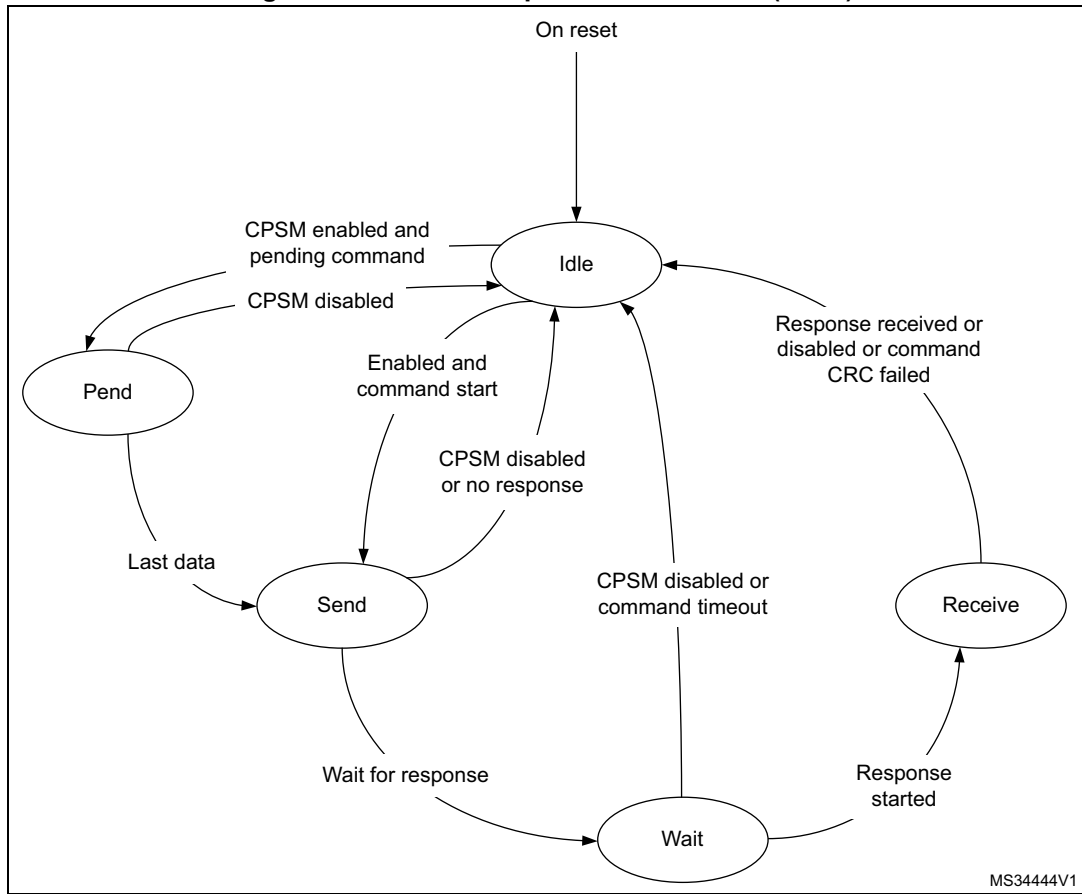 On reset
CPSM enabled and
pending command
Idle
CPSM disabled
Response received or
disabled or command
CRC failed
Enabled and
command start
Pend
CPSM disabled
or no response
Last data
CPSM disabled or
command timeout
Send
Receive
Wait for response
Response
started
Wait
MS34444V1